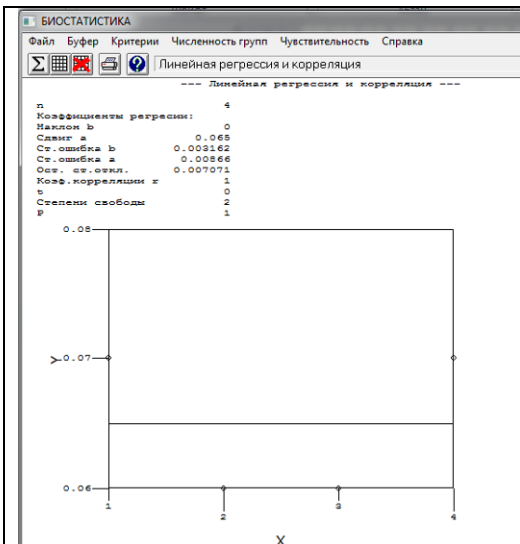 БИОСТАТИСТИКА
Файл Буфер Критерии Численность групп Чувствительность Справка
Линейная регрессия и корреляция
--- Линейная регрессия и корреляция ---
n 4
Коэффициенты регресии:
Наклон b 0
Сдвиг a 0.065
Ст.ошибка b 0.003162
Ст.ошибка a 0.00866
Ост. ст.откл. 0.007071
Коэф.корреляции r 1
t 0
Степени свободы 2
P 1
0.08
Y
0.07
0.06
1 2 3 4
X